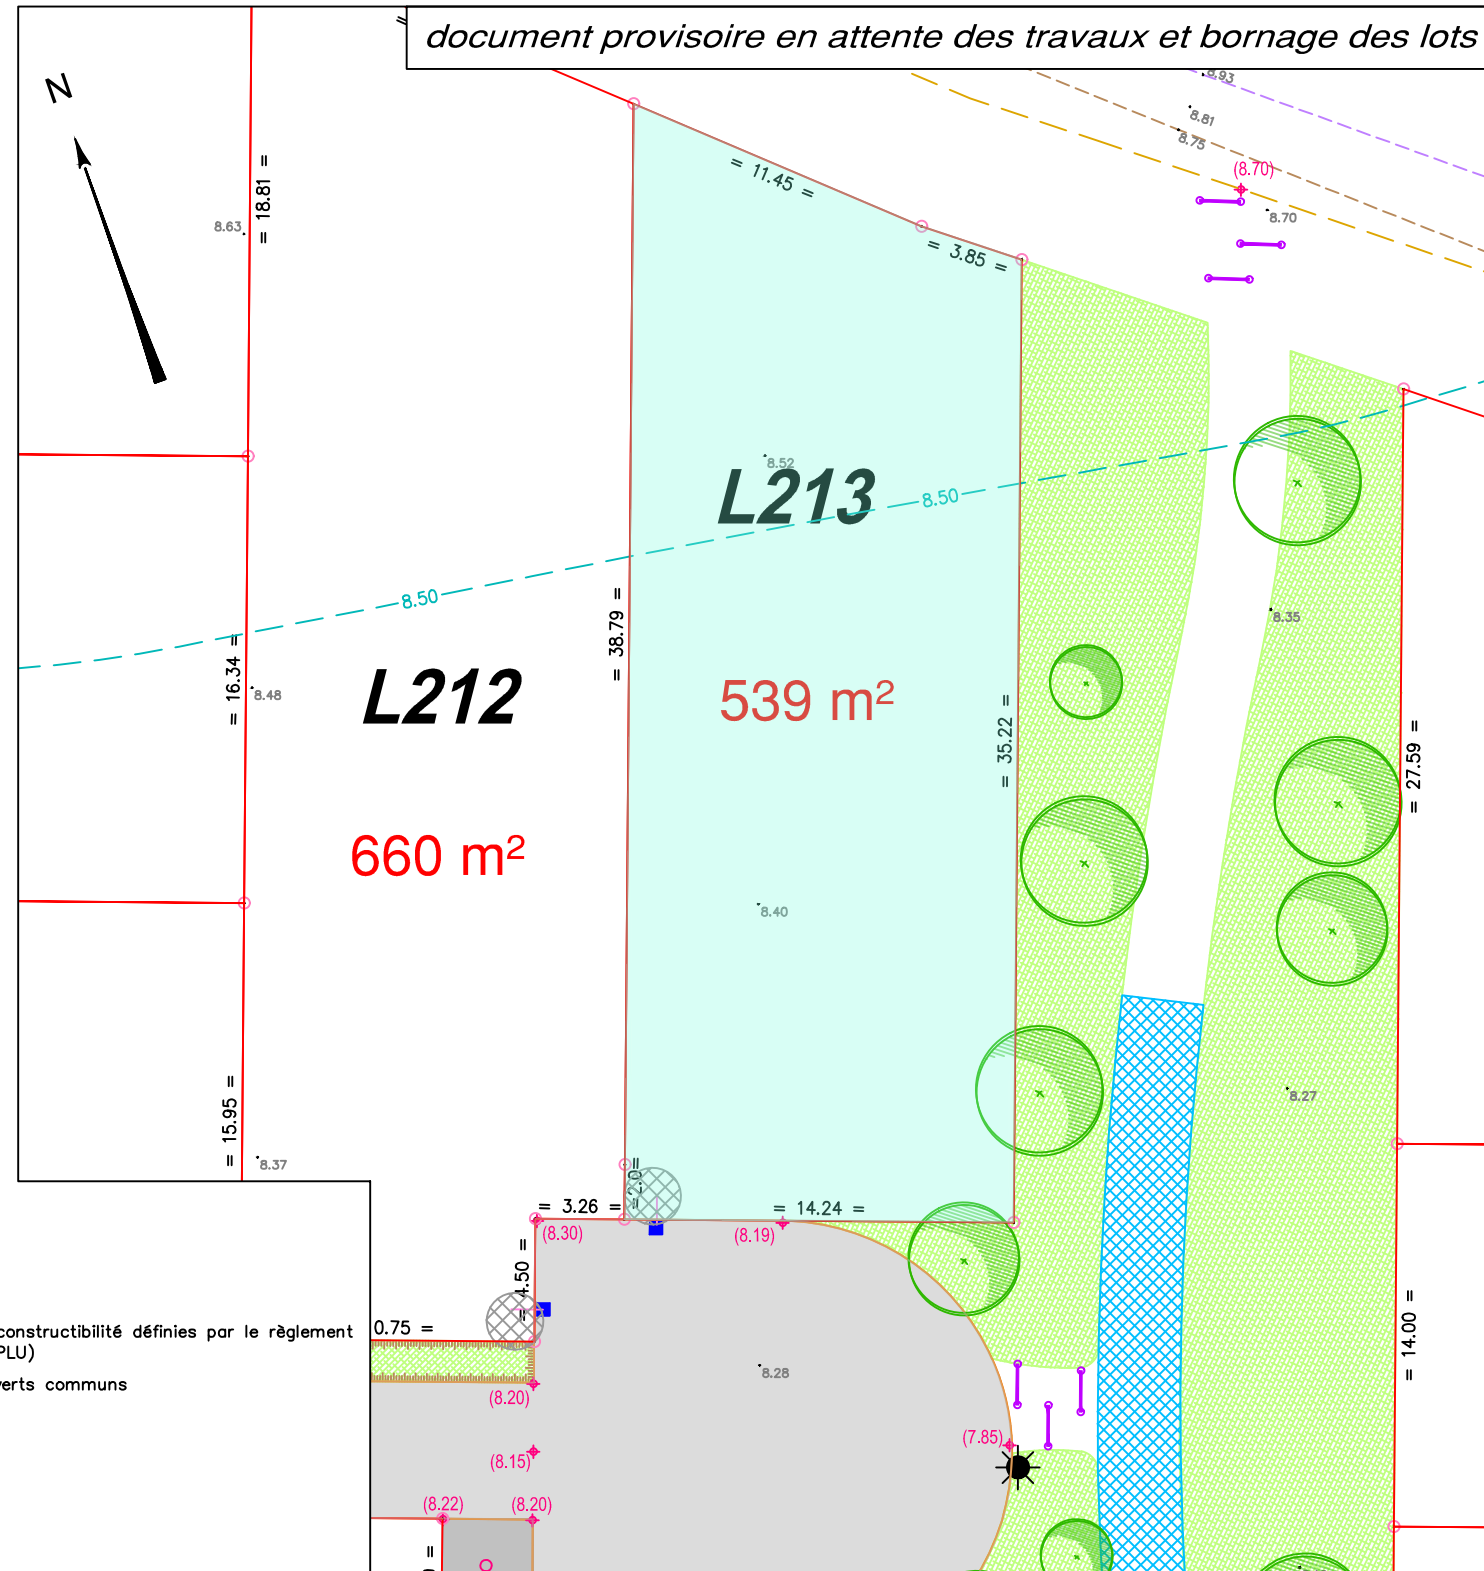 document provisoire en attente des travaux et bornage des lots
N
8.93
8.81
8.75
(8.70)
8.70
= 18.81 =
8.63
= 11.45 =
= 3.85 =
8.52
L213
8.50
8.50
= 38.79 =
8.35
= 16.34 =
8.48
L212
539 m²
= 35.22 =
= 27.59 =
660 m²
8.40
= 15.95 =
8.37
8.27
=2.0=
= 3.26 =
= 14.24 =
(8.30)
(8.19)
= 4.50 =
constructibilité définies par le règlement
PLU)
verts communs
0.75 =
8.28
= 14.00 =
(8.20)
(7.85)
(8.15)
(8.22)
(8.20)